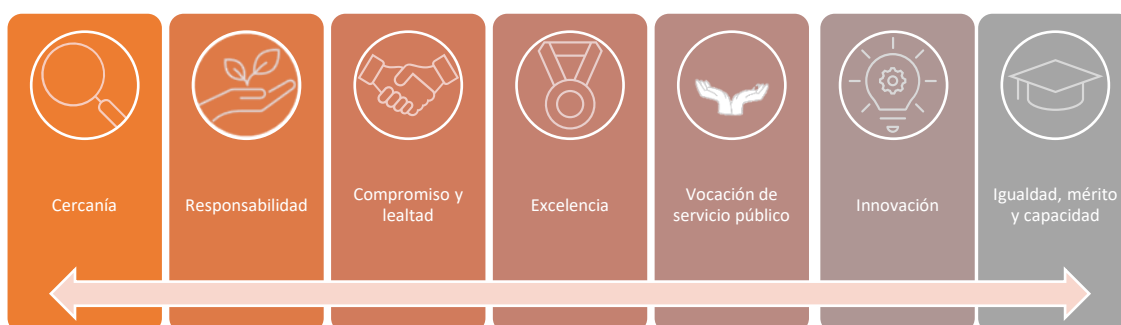 Cercanía
Responsabilidad
Compromiso y
lealtad
Excelencia
Vocación de
servicio público
Innovación
Igualdad, mérito
y capacidad